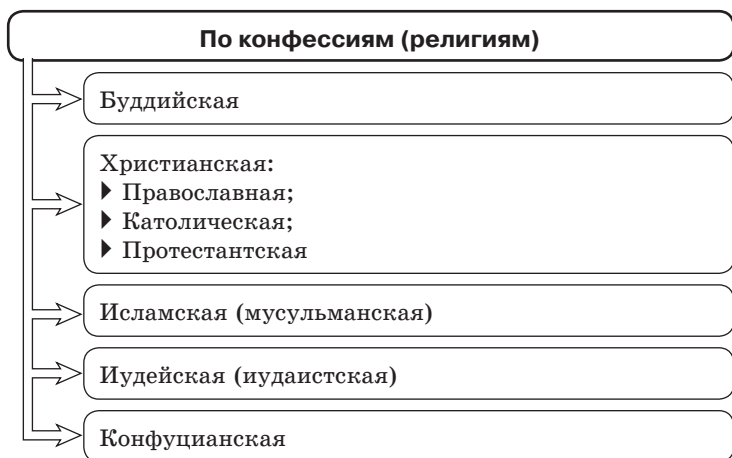 По конфессиям (религиям)
Буддийская
Христианская:
Православная;
Католическая;
Протестантская
Исламская (мусульманская)
Иудейская (иудаистская)
Конфуцианская